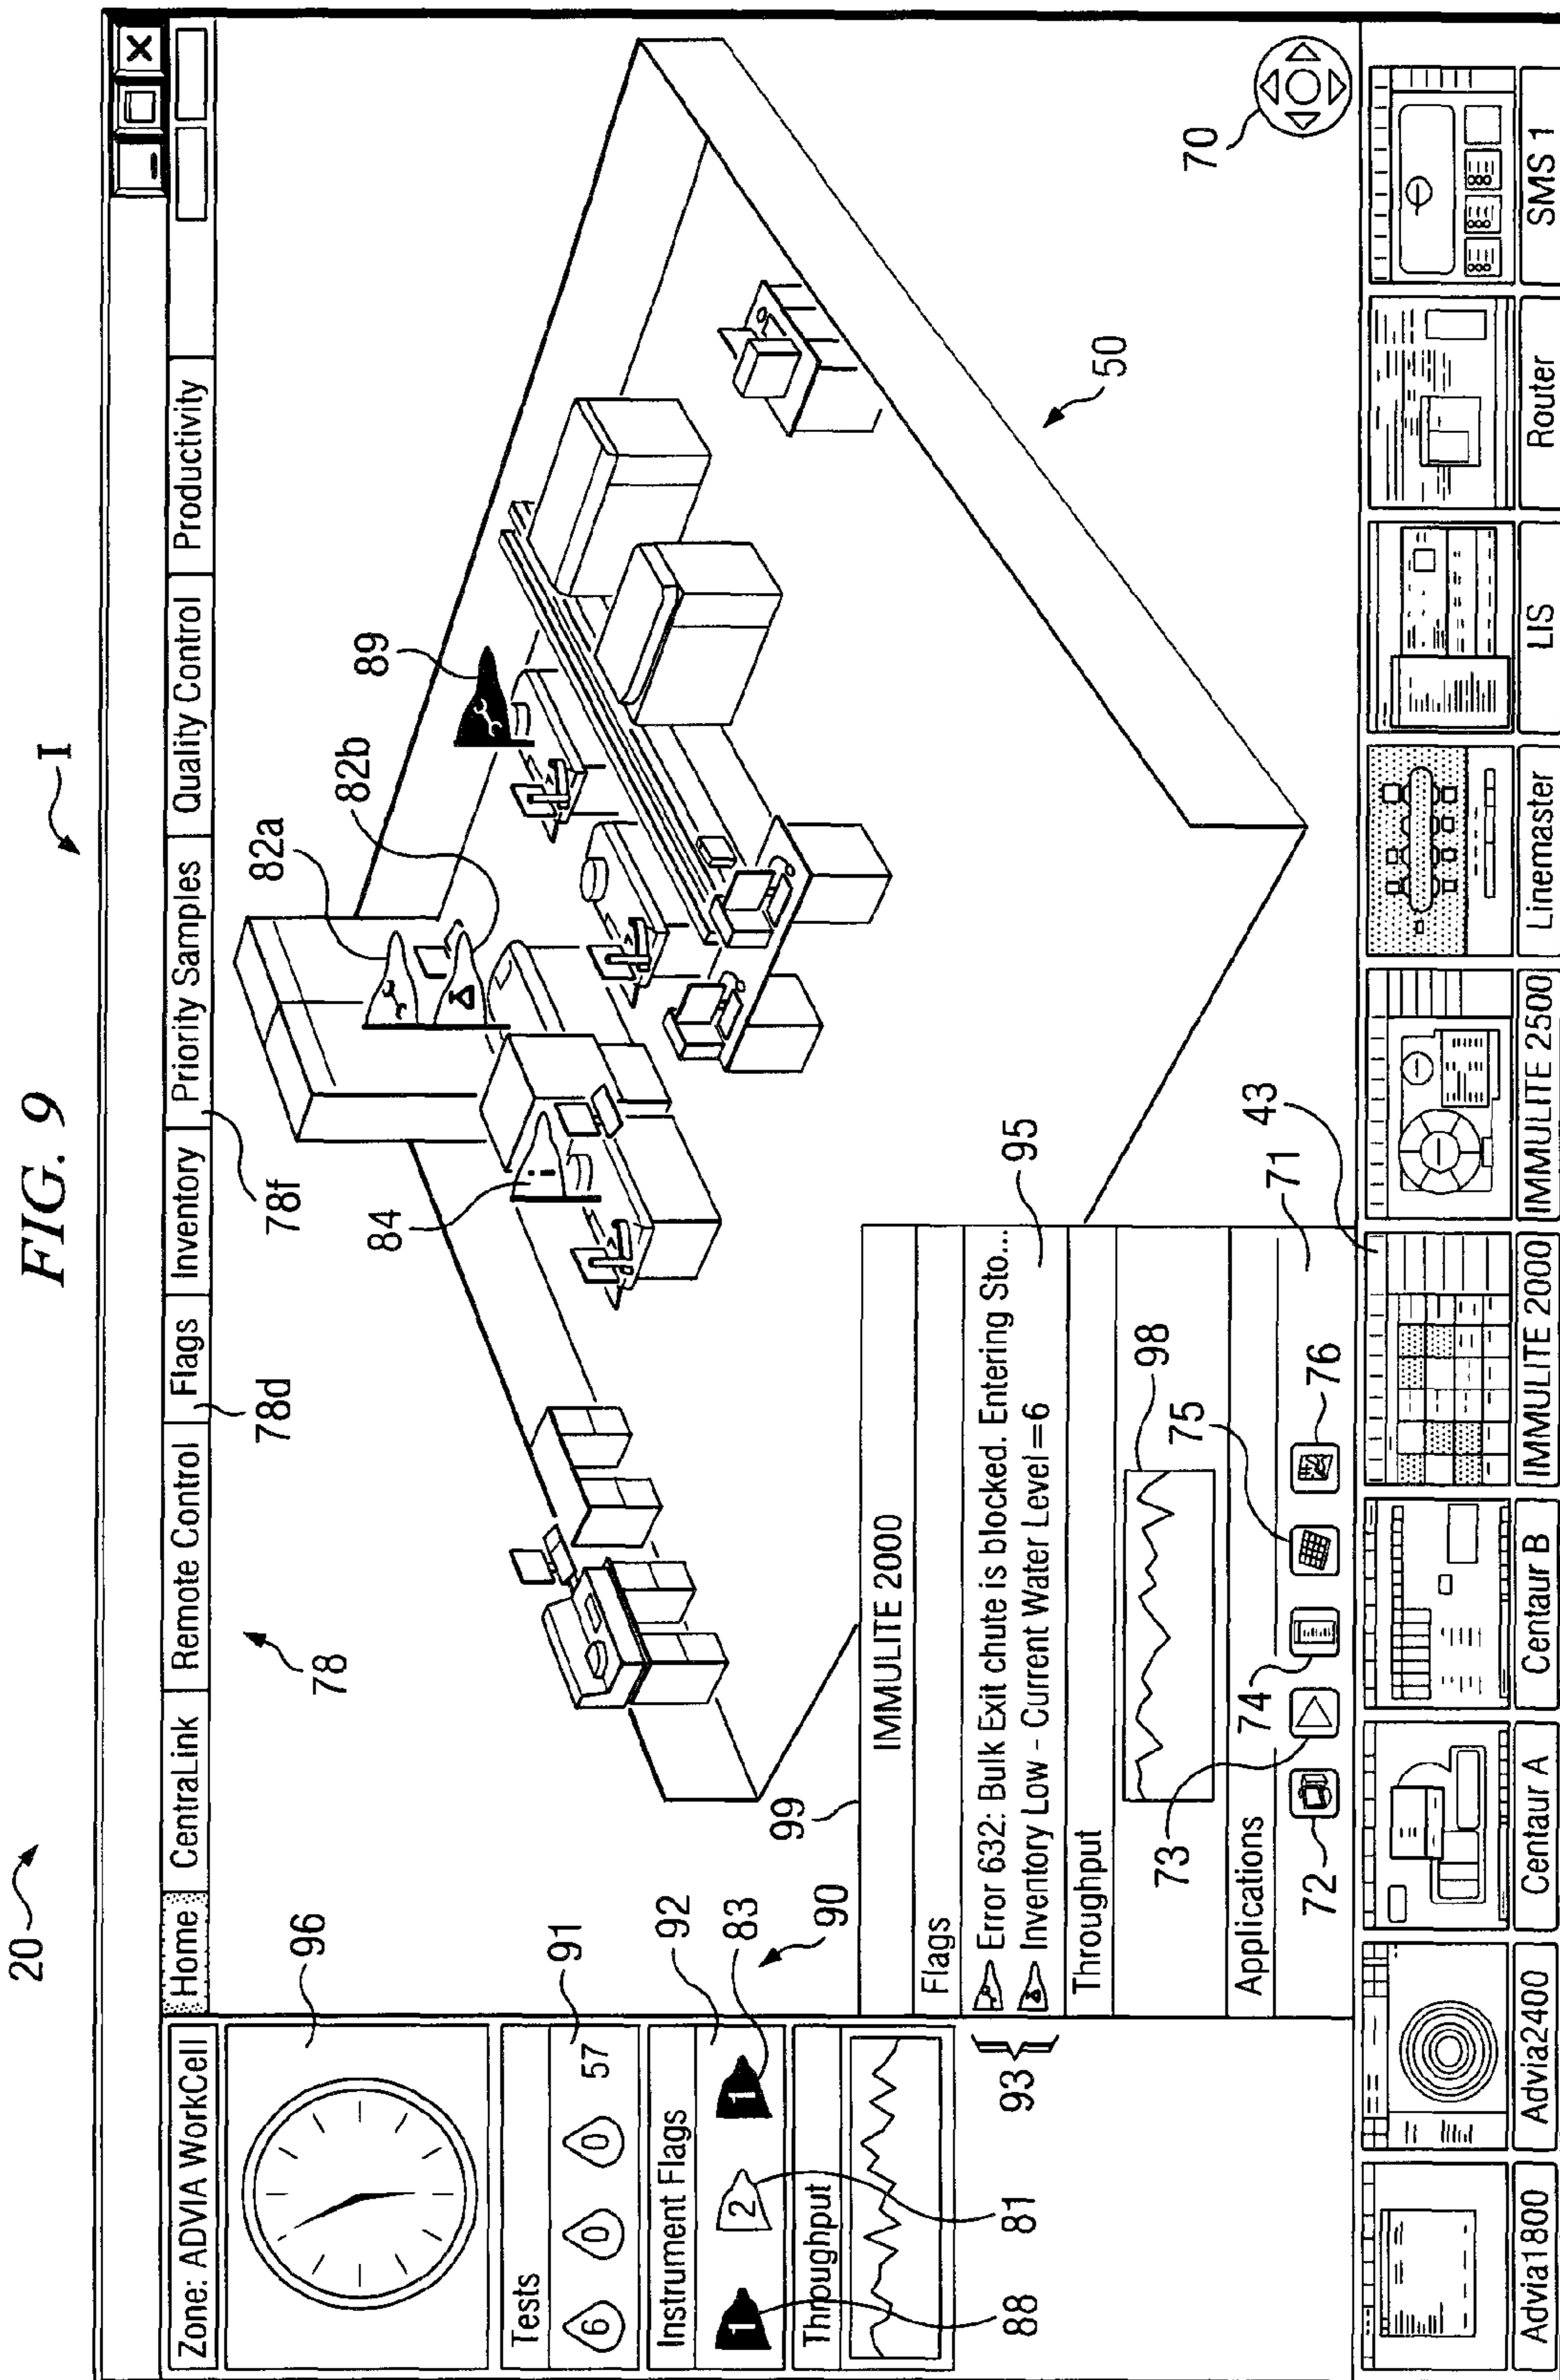 FIG. 9
20
1
Home CentraLink Remote Control Flags Inventory Priority Samples Quality Control Productivity
78
78d
78f
Zone: ADVIA WorkCell
96
Tests
91
6 0 0 57
Instrument Flags
92
1 2 1
83
90
Throughput
88
81
93
84
82a
82b
89
50
70
99
IMMULITE 2000
Flags
Error 632: Bulk Exit chute is blocked. Entering Sto...
Inventory Low - Current Water Level = 6
95
Throughput
98
Applications
73
74
75
72
76
71
43
Advia1800
Advia2400
Centaur A
Centaur B
IMMULITE 2000
IMMULITE 2500
Linemaster
LIS
Router
SMS 1